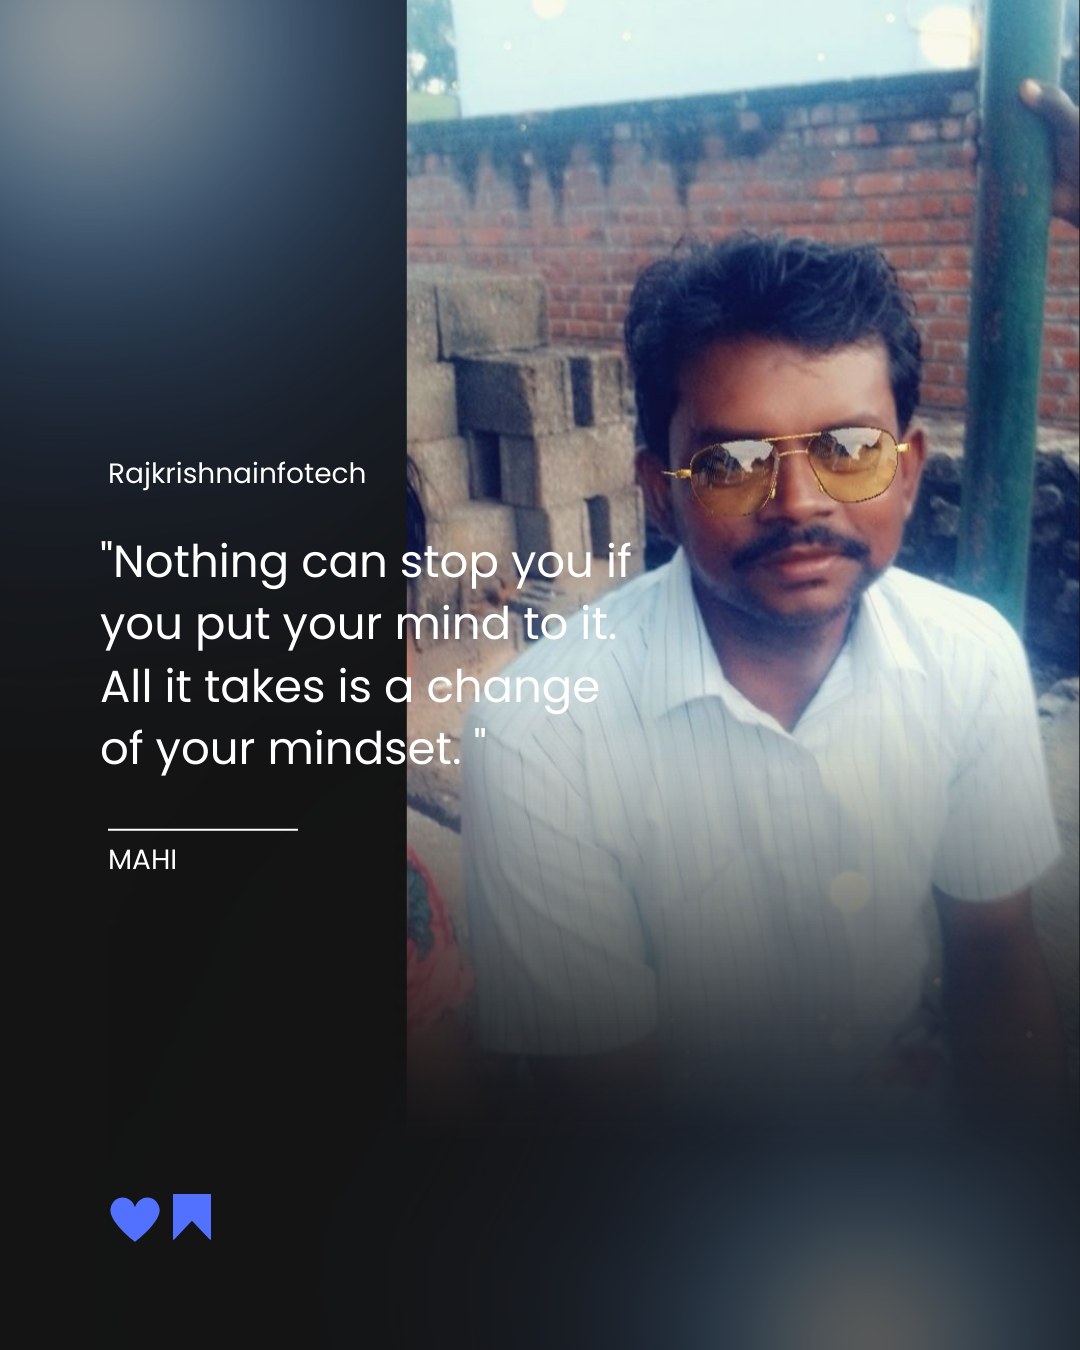 Rajkrishnainfotech
"Nothing can stop you if
you put your mind to it.
All it takes is a change
of your mindset. "
MAHI